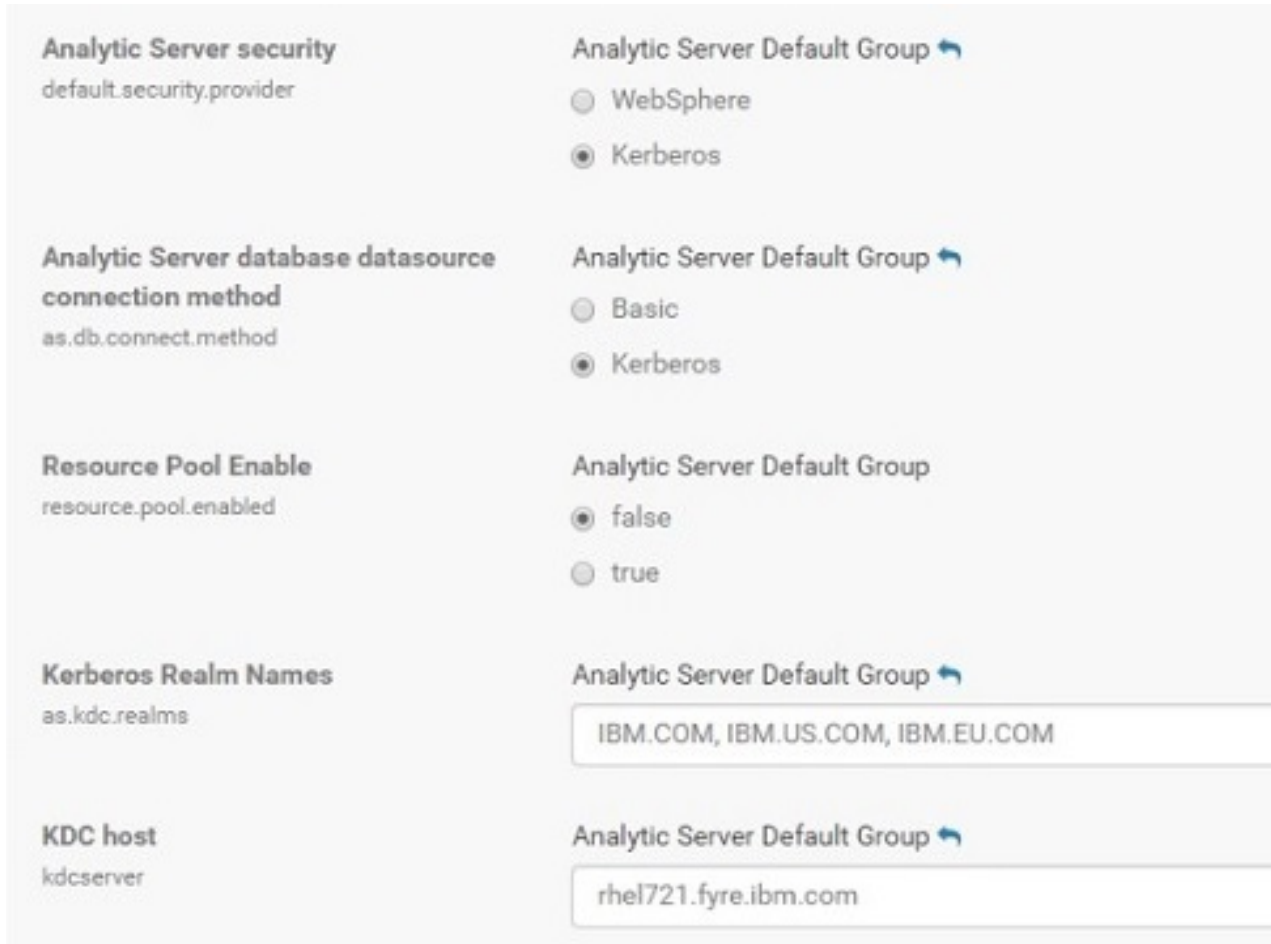 Analytic Server security
Analytic Server Default Group
default.security.provider
WebSphere
Kerberos
Analytic Server database datasource
Analytic Server Default Group
connection method
Basic
as.db.connect.method
Kerberos
Resource Pool Enable
Analytic Server Default Group
resource.pool.enabled
false
true
Kerberos Realm Names
Analytic Server Default Group
as.kdc.realms
IBM.COM, IBM.US.COM, IBM.EU.COM
KDC host
Analytic Server Default Group
kdcserver
rhel721.fyre.ibm.com